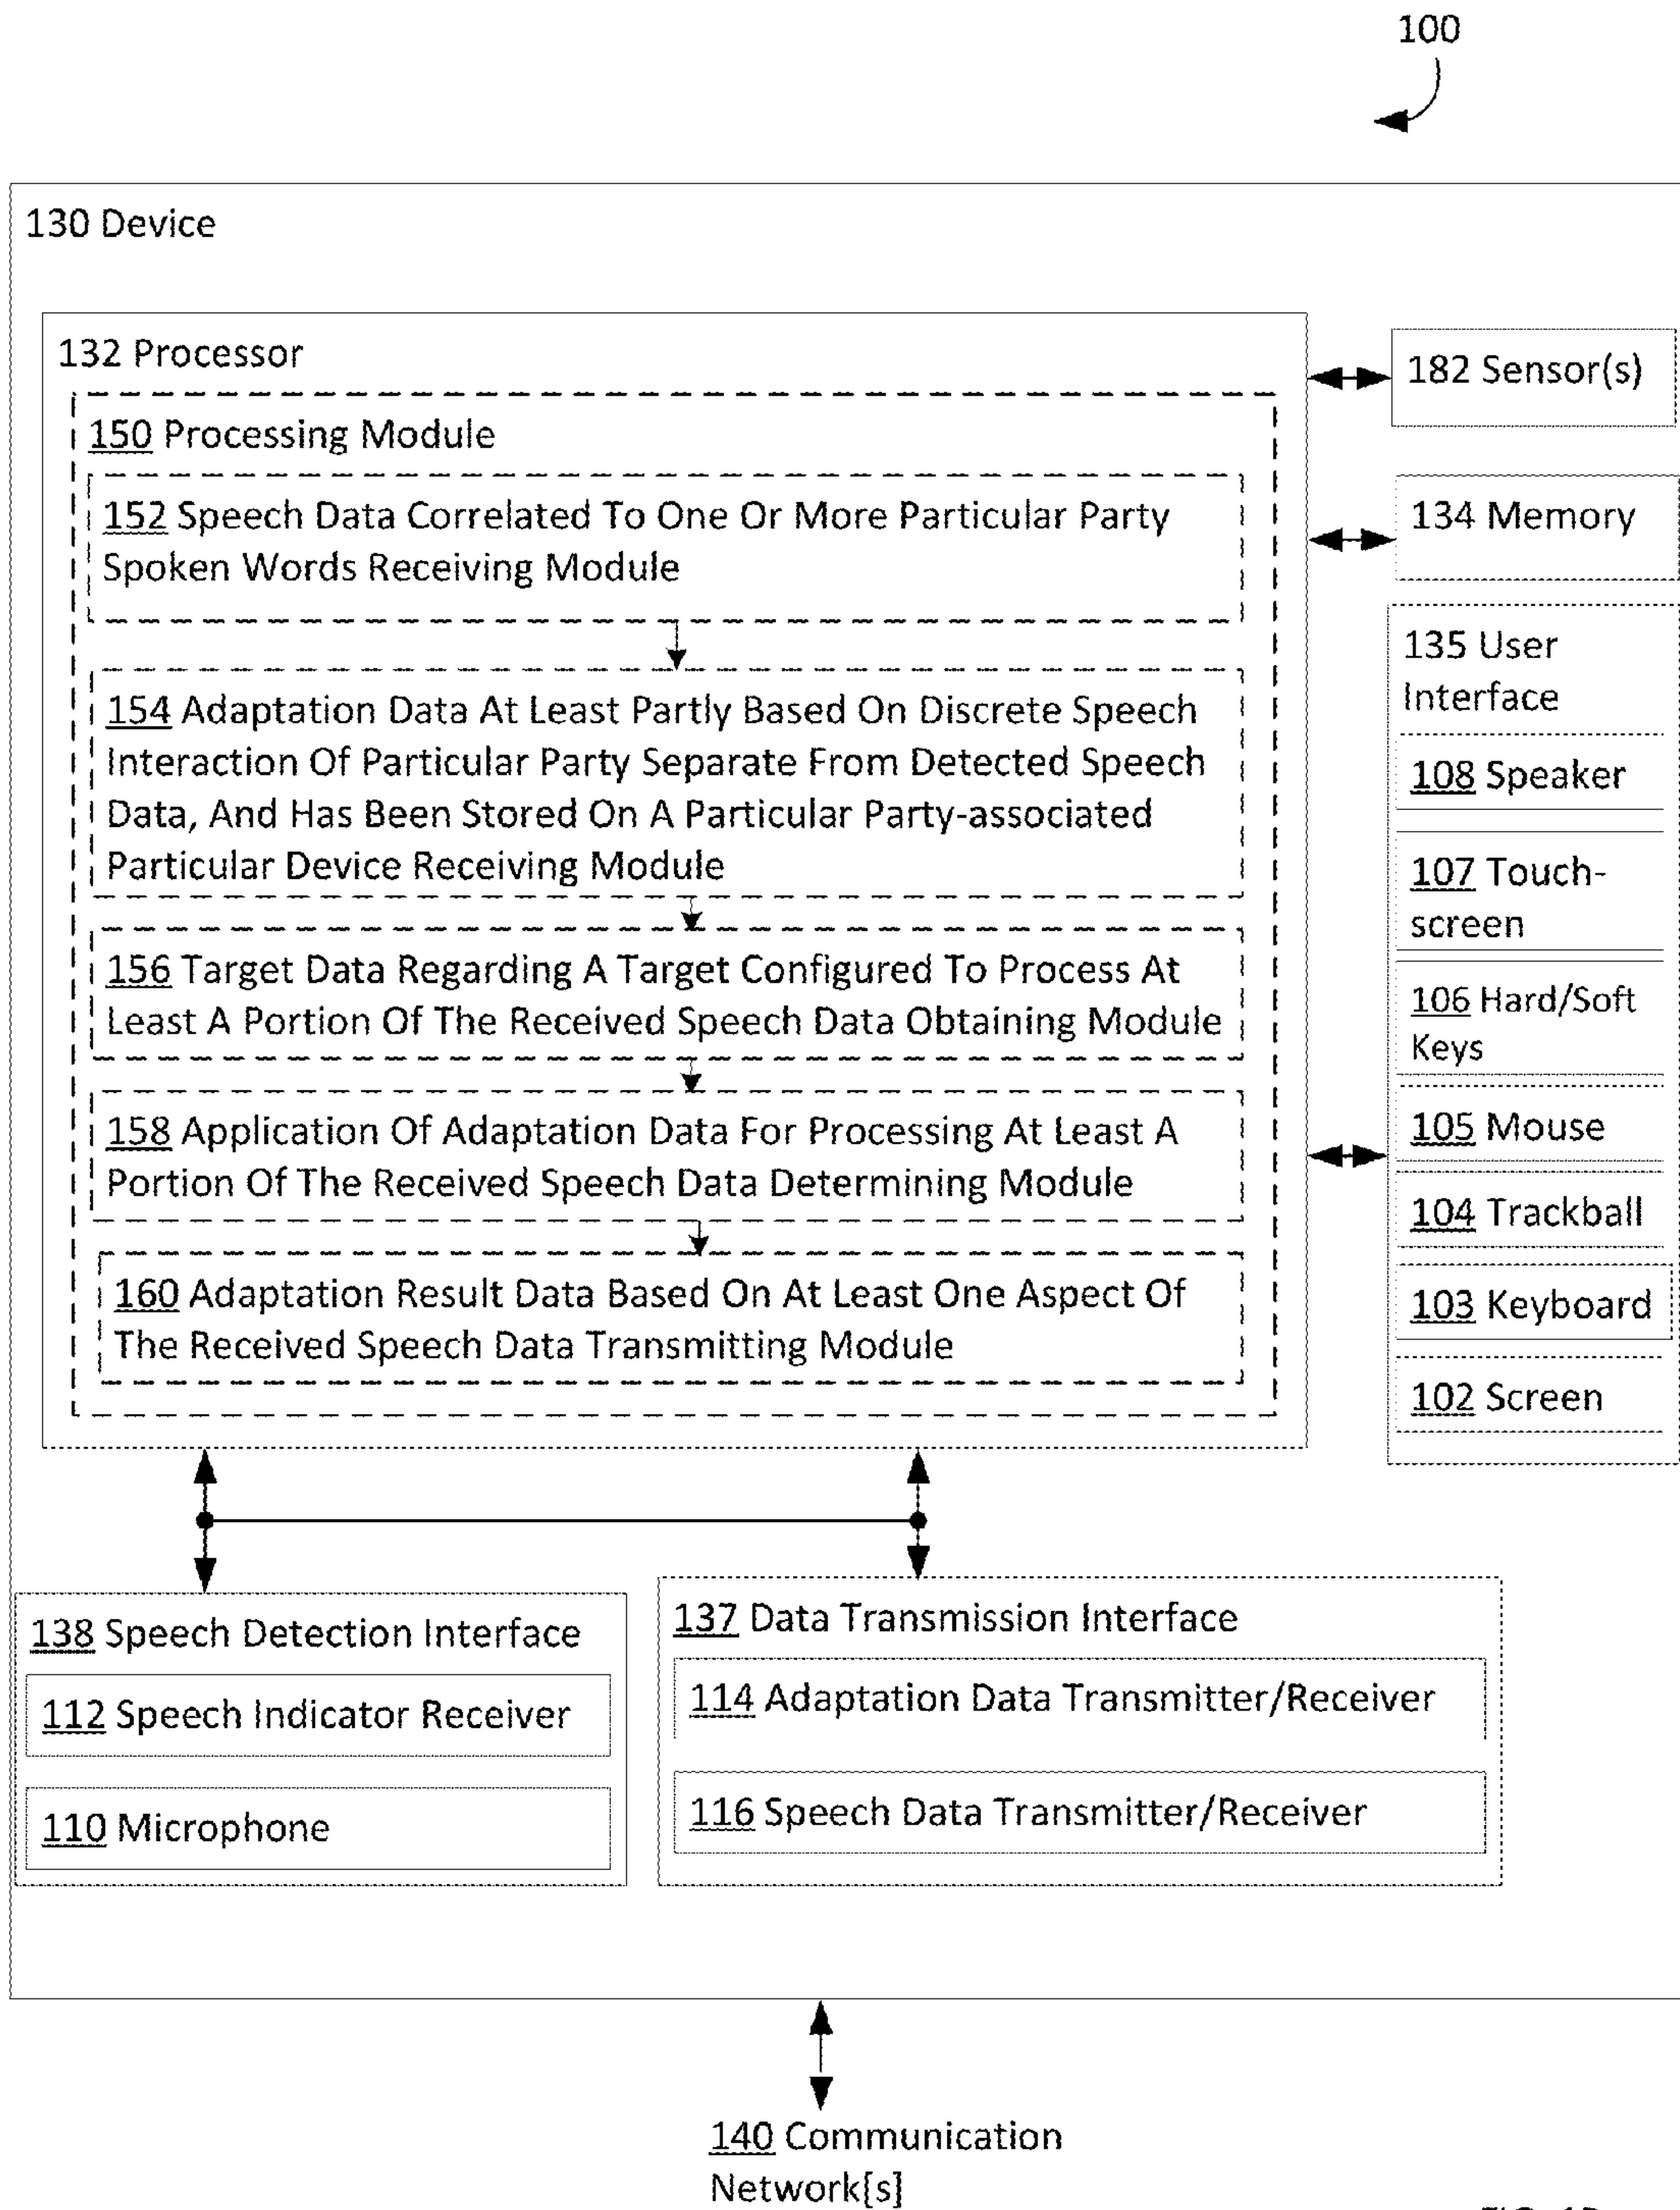 100
130 Device
132 Processor
150 Processing Module
152 Speech Data Correlated To One Or More Particular Party
Spoken Words Receiving Module
154 Adaptation Data At Least Partly Based On Discrete Speech
Interaction Of Particular Party Separate From Detected Speech
Data, And Has Been Stored On A Particular Party-associated
Particular Device Receiving Module
156 Target Data Regarding A Target Configured To Process At
Least A Portion Of The Received Speech Data Obtaining Module
158 Application Of Adaptation Data For Processing At Least A
Portion Of The Received Speech Data Determining Module
160 Adaptation Result Data Based On At Least One Aspect Of
The Received Speech Data Transmitting Module
182 Sensor(s)
134 Memory
135 User
Interface
108 Speaker
107 Touch-
screen
106 Hard/Soft
Keys
105 Mouse
104 Trackball
103 Keyboard
102 Screen
138 Speech Detection Interface
112 Speech Indicator Receiver
110 Microphone
137 Data Transmission Interface
114 Adaptation Data Transmitter/Receiver
116 Speech Data Transmitter/Receiver
140 Communication
Network[s]